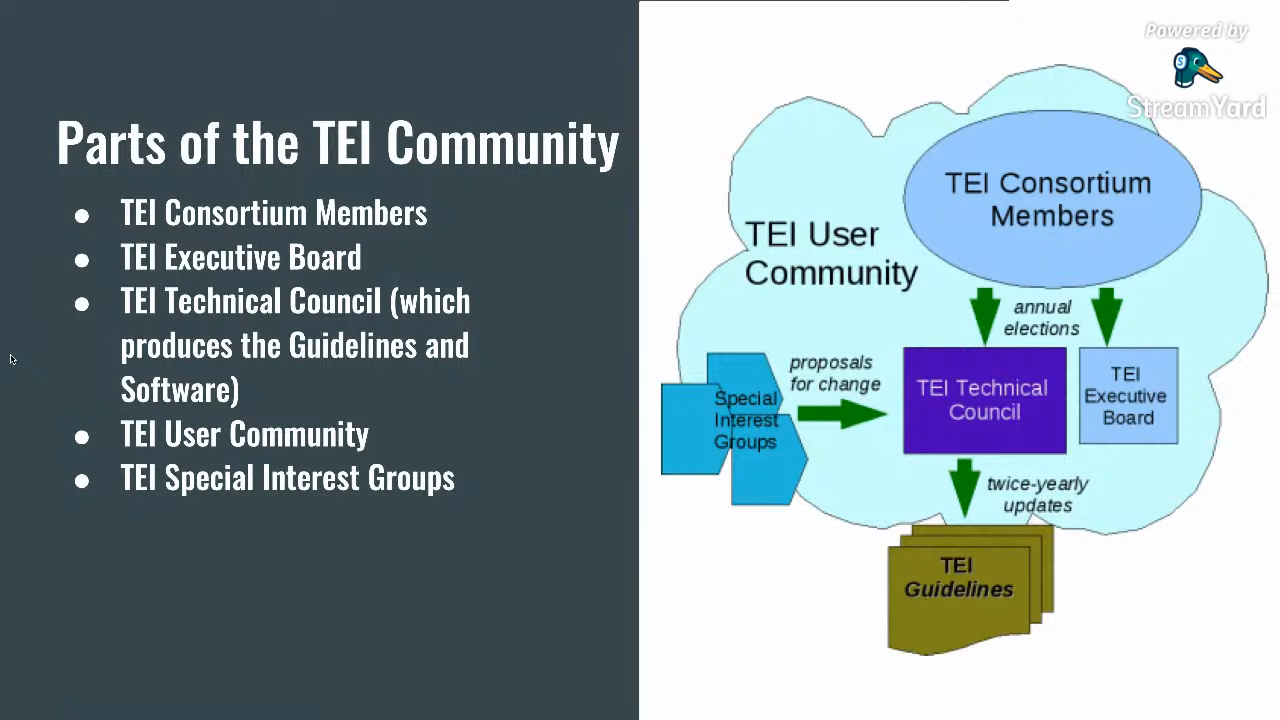 Parts of the TEI Community
● TEI Consortium Members
● TEI Executive Board
● TEI Technical Council (which
produces the Guidelines and
Software)
● TEI User Community
● TEI Special Interest Groups
Powered by
S
StreamYard
TEI Consortium
Members
TEI User
Community
annual
elections
proposals
for change
Special
Interest
Groups
TEI Technical
Council
TEI
Executive
Board
twice-yearly
updates
TEI
Guidelines